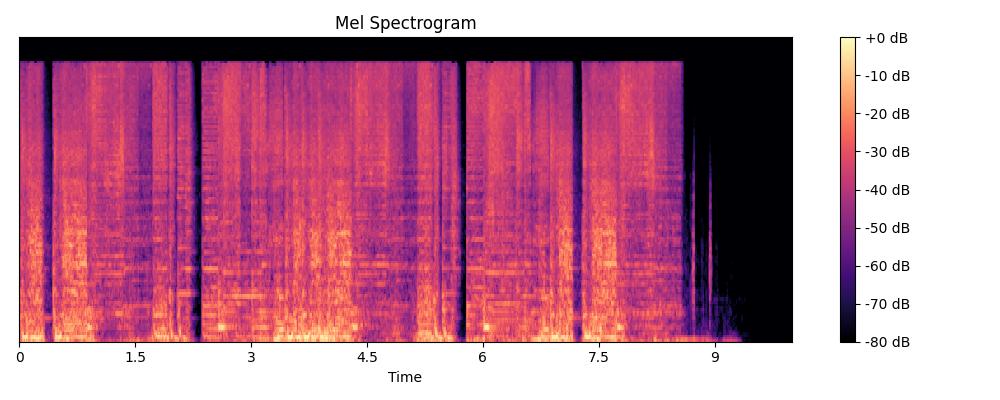 Mel Spectrogram
+0 dB
-10 dB
-20 dB
-30 dB
-40 dB
-50 dB
-60 dB
-70 dB
-80 dB
0 1.5 3 4.5 6 7.5 9
Time